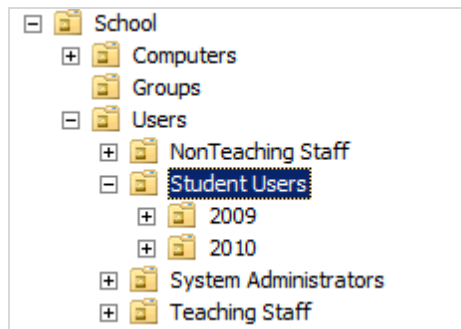 School
Computers
Groups
Users
NonTeaching Staff
Student Users
2009
2010
System Administrators
Teaching Staff